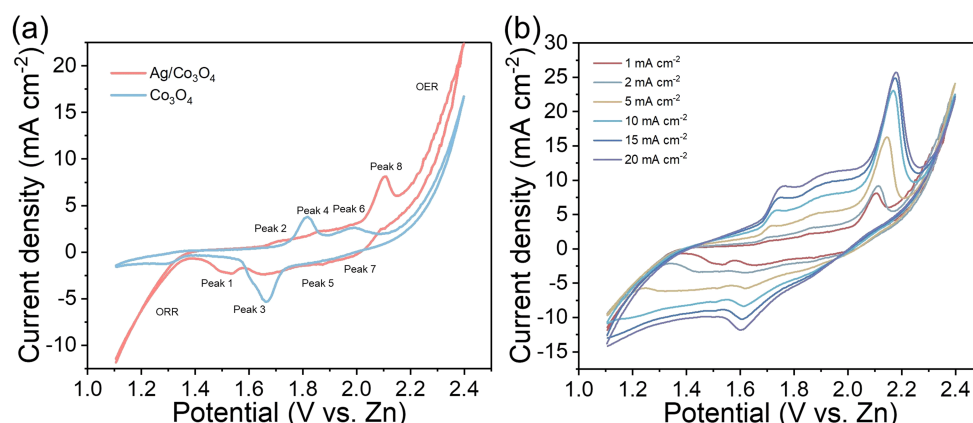 (a)
Ag/Co₃O₄
Co₃O₄
OER
Peak 8
Peak 4
Peak 6
Peak 2
Peak 7
Peak 1
Peak 5
Peak 3
ORR
Current density (mA cm⁻²)
20
15
10
5
0
-5
-10
1.0 1.2 1.4 1.6 1.8 2.0 2.2 2.4
Potential (V vs. Zn)
(b)
1 mA cm⁻²
2 mA cm⁻²
5 mA cm⁻²
10 mA cm⁻²
15 mA cm⁻²
20 mA cm⁻²
Current density (mA cm⁻²)
30
25
20
15
10
5
0
-5
-10
-15
1.0 1.2 1.4 1.6 1.8 2.0 2.2 2.4
Potential (V vs. Zn)